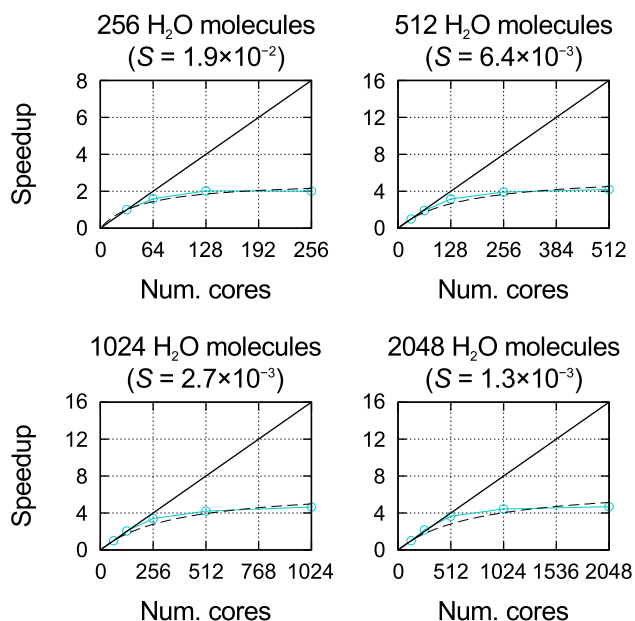 256 H₂O molecules
(S = 1.9×10⁻²)
512 H₂O molecules
(S = 6.4×10⁻³)
8
6
4
2
0
Speedup
0 64 128 192 256
Num. cores
16
12
8
4
0
0 128 256 384 512
Num. cores
1024 H₂O molecules
(S = 2.7×10⁻³)
2048 H₂O molecules
(S = 1.3×10⁻³)
16
12
8
4
0
Speedup
0 256 512 768 1024
Num. cores
16
12
8
4
0
0 512 1024 1536 2048
Num. cores